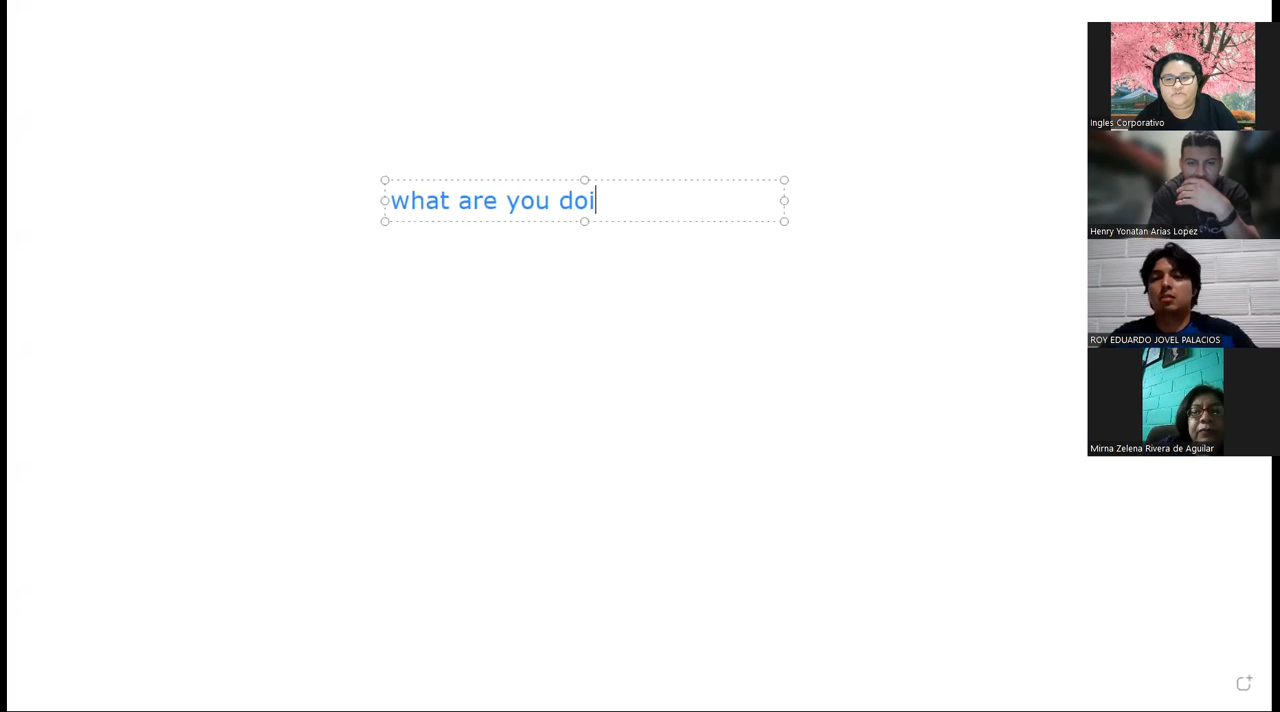 what are you doi
Ingles Corporativo
Henry Yonatan Arias Lopez
ROY EDUARDO JOVEL PALACIOS
Mirna Zelena Rivera de Aguilar